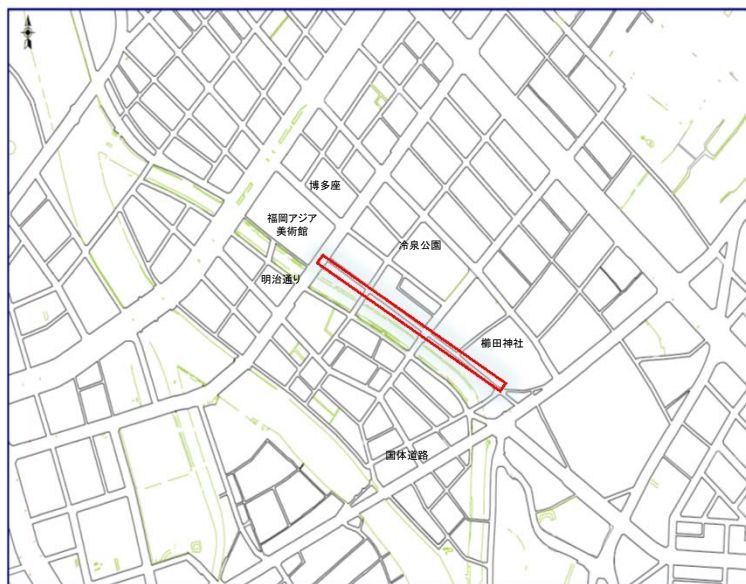 博多座
福岡アジア
美術館
冷泉公園
明治通り
櫛田神社
国体道路